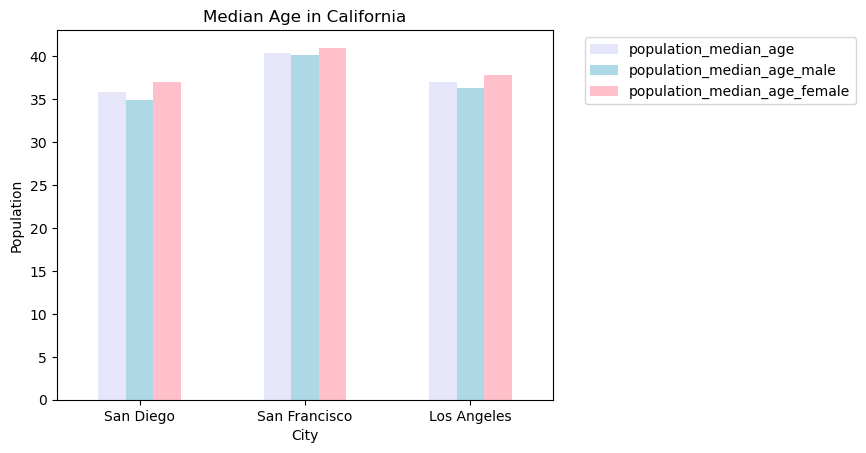 Median Age in California
population_median_age
population_median_age_male
population_median_age_female
Population
40
35
30
25
20
15
10
5
0
San Diego
San Francisco
Los Angeles
City